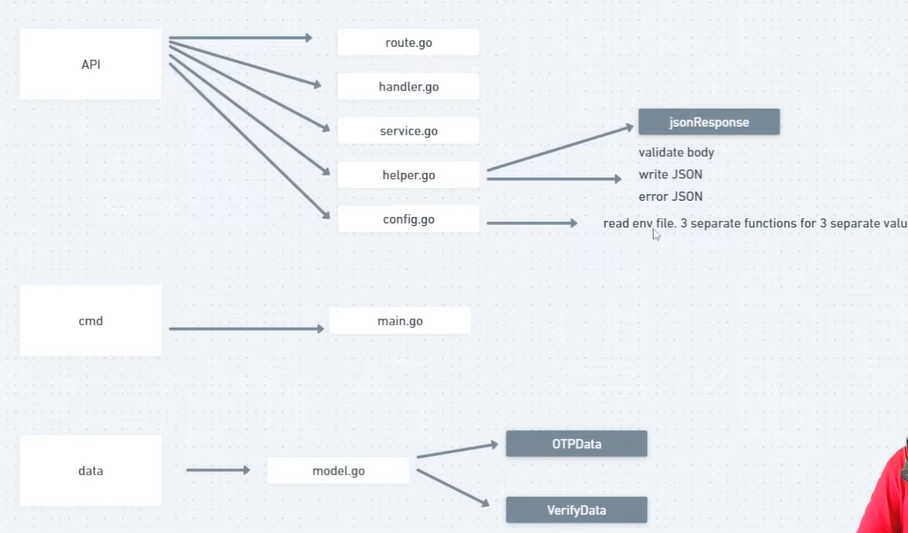 API
route.go
handler.go
service.go
helper.go
config.go
jsonResponse
validate body
write JSON
error JSON
read env file. 3 separate functions for 3 separate valu
cmd
main.go
data
model.go
OTPData
VerifyData